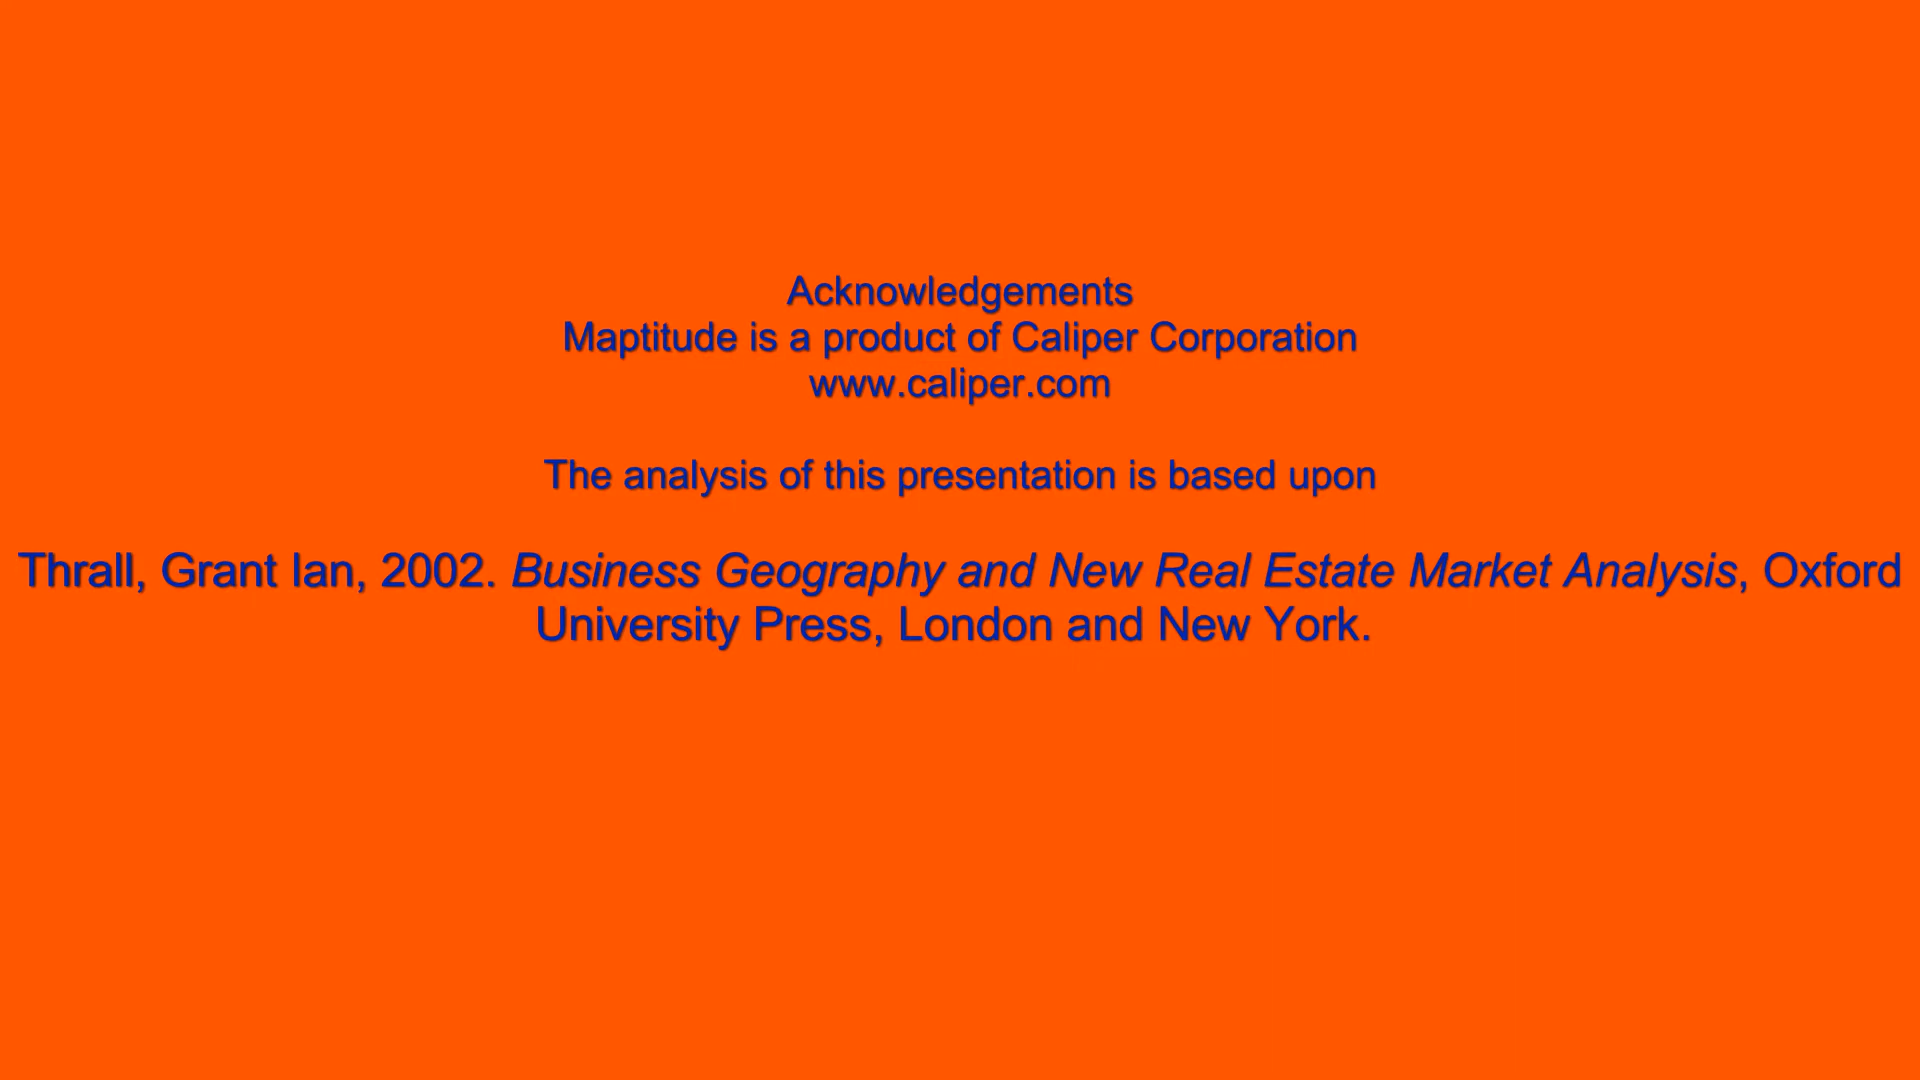 Acknowledgements
Maptitude is a product of Caliper Corporation
www.caliper.com
The analysis of this presentation is based upon
Thrall, Grant Ian, 2002. Business Geography and New Real Estate Market Analysis, Oxford
University Press, London and New York.